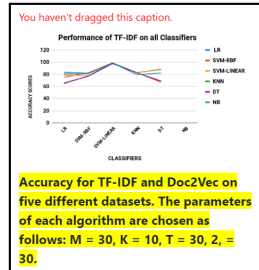 You haven't dragged this caption.
Performance of TF-IDF on all Classifiers
120
100
80
60
40
20
0
ACCURACY SCORES
LR
SVM-RBF
SVM-LINEAR
KNN
DT
NB
CLASSIFIERS
LR
SVM-RBF
SVM-LINEAR
KNN
DT
NB
Accuracy for TF-IDF and Doc2Vec on
five different datasets. The parameters
of each algorithm are chosen as
follows: M = 30, K = 10, T = 30, 2, =
30.